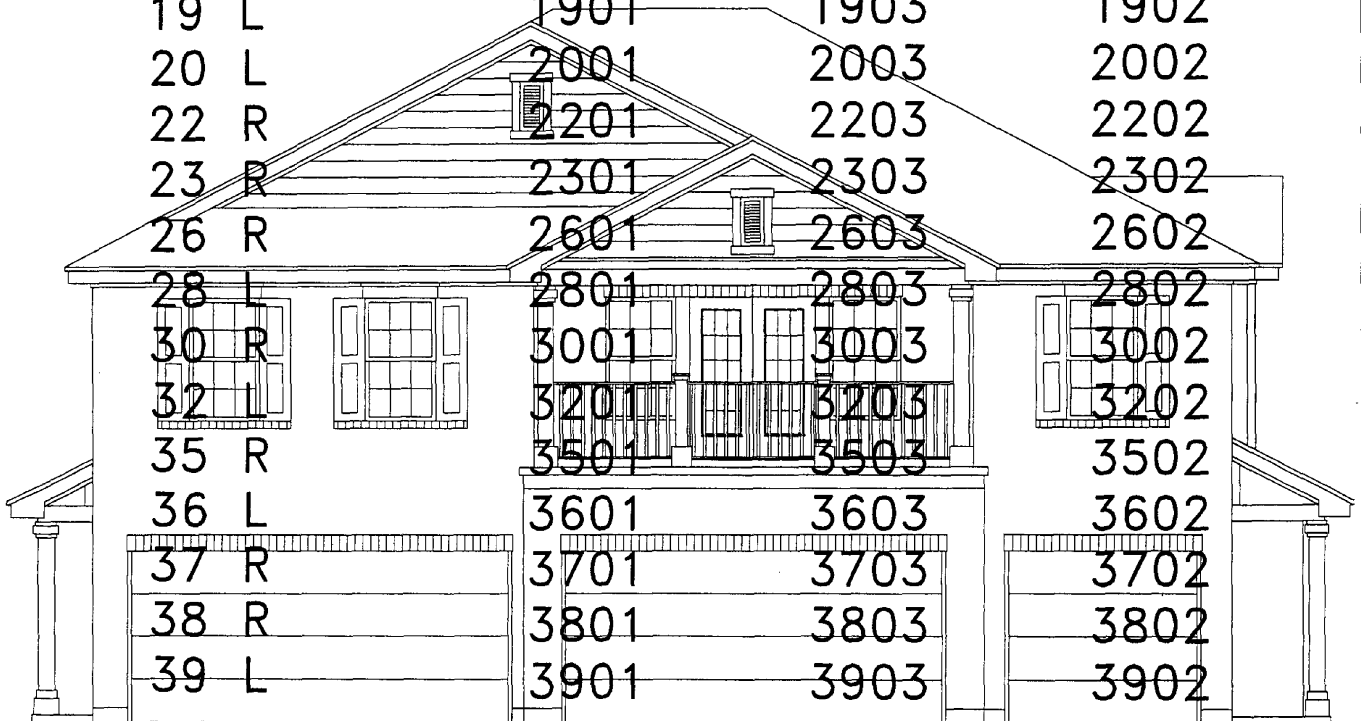 19 L 1901 1903 1902
20 L 2001 2003 2002
22 R 2201 2203 2202
23 R 2301 2303 2302
26 R 2601 2603 2602
28 L 2801 2803 2802
30 R 3001 3003 3002
32 L 3201 3203 3202
35 R 3501 3503 3502
36 L 3601 3603 3602
37 R 3701 3703 3702
38 R 3801 3803 3802
39 L 3901 3903 3902